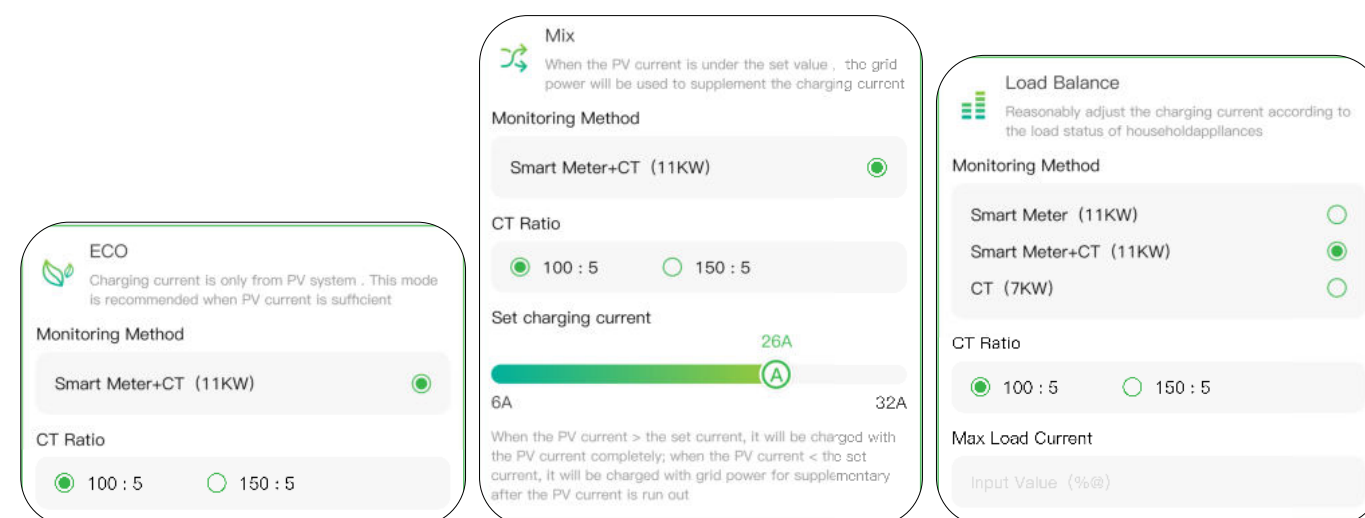 ECO
Charging current is only from PV system . This mode
is recommended when PV current is sufficient
Monitoring Method
Smart Meter+CT (11KW)
CT Ratio
100 : 5
150 : 5
Mix
When the PV current is under the set value , the grid
power will be used to supplement the charging current
Monitoring Method
Smart Meter+CT (11KW)
CT Ratio
100 : 5
150 : 5
Set charging current
26A
A
6A
32A
When the PV current > the set current, it will be charged with
the PV current completely; when the PV current < the set
current, it will be charged with grid power for supplementary
after the PV current is run out
Load Balance
Reasonably adjust the charging current according to
the load status of householdappliances
Monitoring Method
Smart Meter (11KW)
Smart Meter+CT (11KW)
CT (7KW)
CT Ratio
100 : 5
150 : 5
Max Load Current
Input Value (%@)